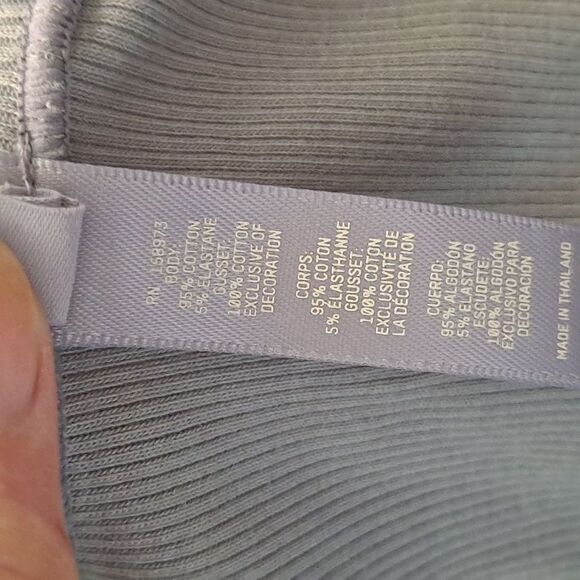 RN 158973
BODY:
95% COTTON
5% ELASTANE
GUSSET:
100% COTTON
EXCLUSIVE OF
DECORATION
CORPS:
95% COTON
5% ÉLASTHANNE
GOUSSET:
100% COTON
EXCLUSIVITÉ DE
LA DÉCORATION
CUERPO:
95% ALGODÓN
5% ELASTANO
ESCUDETE:
100% ALGODÓN
EXCLUSIVO PARA
DECORACIÓN
MADE IN THAILAND